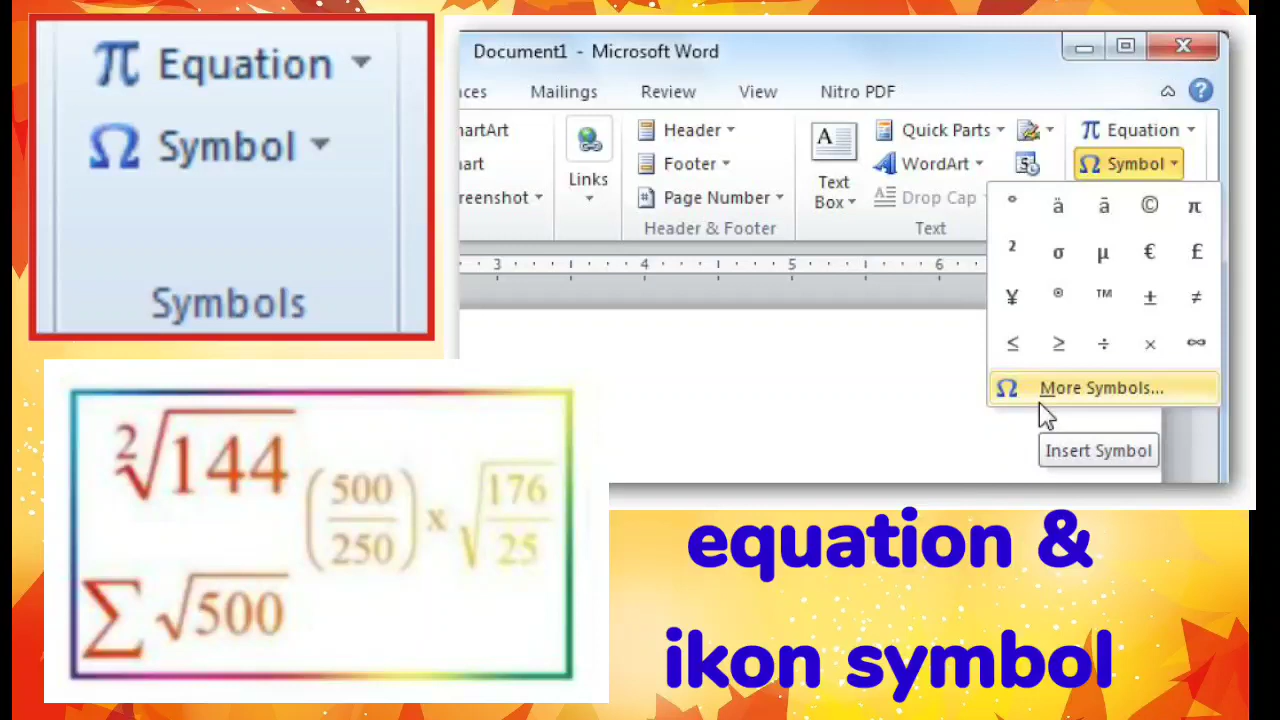 π Equation
Ω Symbol
Symbols
Document1 - Microsoft Word
ces Mailings Review View Nitro PDF
martArt
art
reenshot
Links
Header
Footer
Page Number
Header & Footer
A
Text
Box
Quick Parts
WordArt
Drop Cap
Text
π Equation
Ω Symbol
° ä ā © π
² σ µ € £
¥ ® ™ ± ≠
≤ ≥ ÷ × ∞
Ω More Symbols...
Insert Symbol
3 4 5 6
²√144
(500/250) x √176/25
∑ √500
equation &
ikon symbol